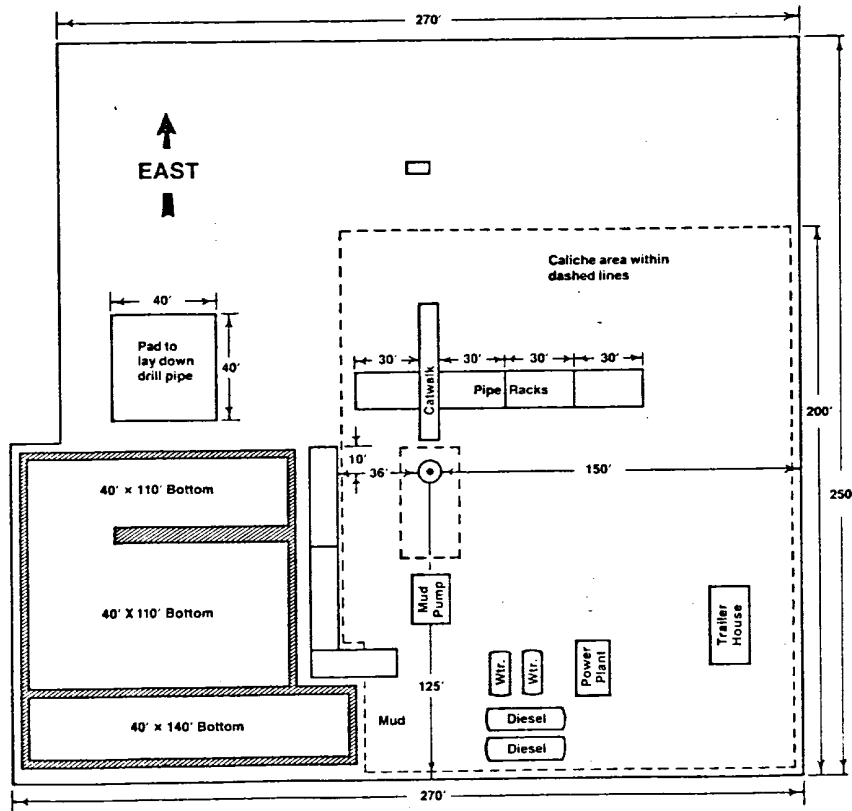 270'
EAST
Caliche area within
dashed lines
40'
Pad to
lay down
drill pipe
40'
30'
30'
30'
30'
Catwalk
Pipe Racks
200'
10'
36'
150'
250
40' × 110' Bottom
40' X 110' Bottom
Mud
Pump
Trailer
House
Wtr.
Wtr.
Power
Plant
125'
Mud
Diesel
Diesel
40' × 140' Bottom
270'